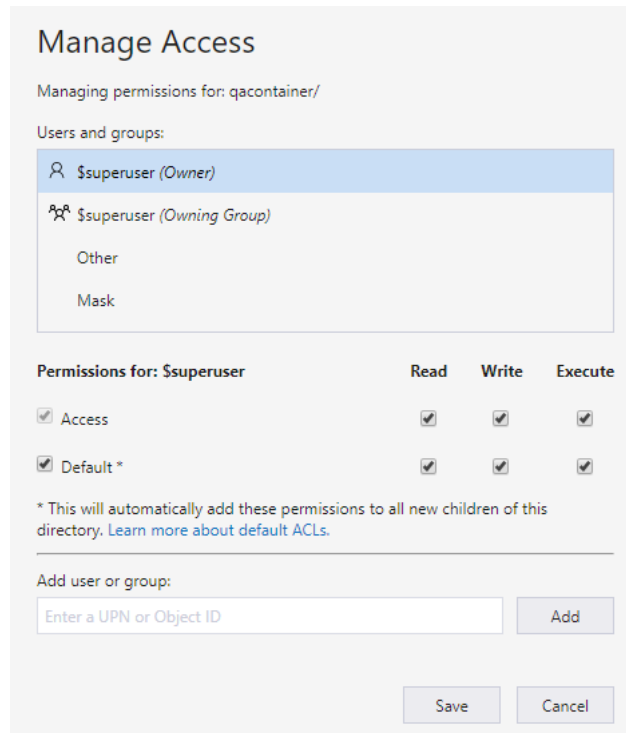 Manage Access
Managing permissions for: qacontainer/
Users and groups:
$superuser (Owner)
$superuser (Owning Group)
Other
Mask
Permissions for: $superuser Read Write Execute
Access
Default *
* This will automatically add these permissions to all new children of this
directory. Learn more about default ACLs.
Add user or group:
Enter a UPN or Object ID Add
Save Cancel